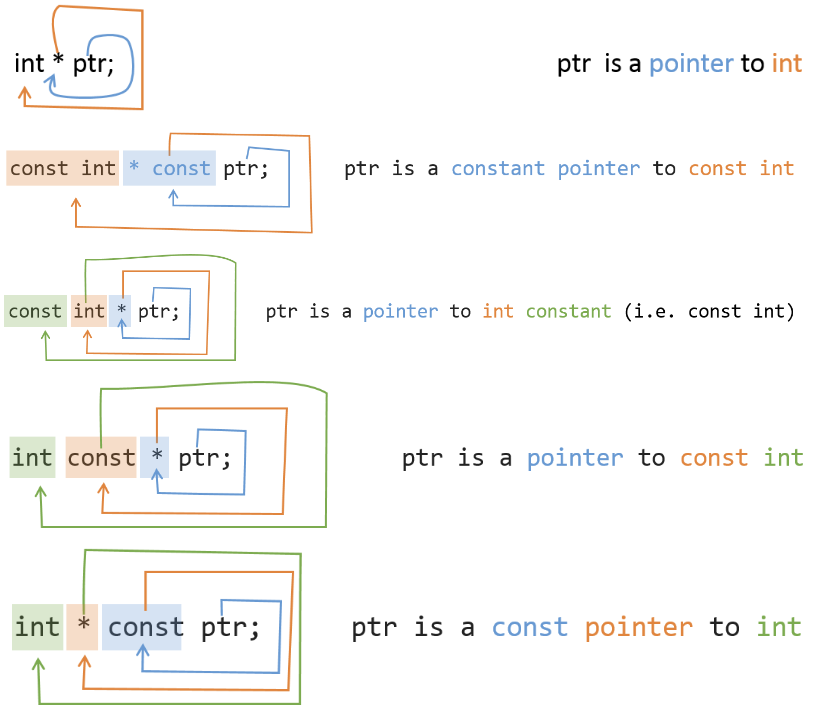 int * ptr; ptr is a pointer to int
const int * const ptr; ptr is a constant pointer to const int
const int * ptr; ptr is a pointer to int constant (i.e. const int)
int const * ptr; ptr is a pointer to const int
int * const ptr; ptr is a const pointer to int